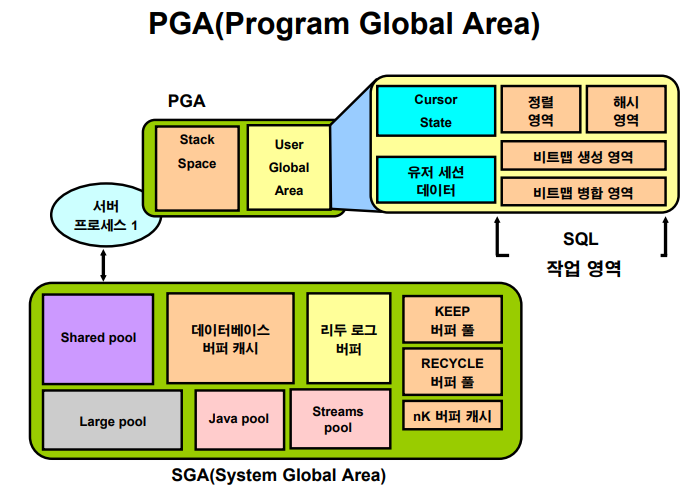 PGA(Program Global Area)
PGA
Stack
Space
User
Global
Area
Cursor
State
정렬
영역
해시
영역
유저 세션
데이터
비트맵 생성 영역
비트맵 병합 영역
SQL
작업 영역
서버
프로세스 1
Shared pool
데이터베이스
버퍼 캐시
리두 로그
버퍼
KEEP
버퍼 풀
RECYCLE
버퍼 풀
nK 버퍼 캐시
Large pool
Java pool
Streams
pool
SGA(System Global Area)